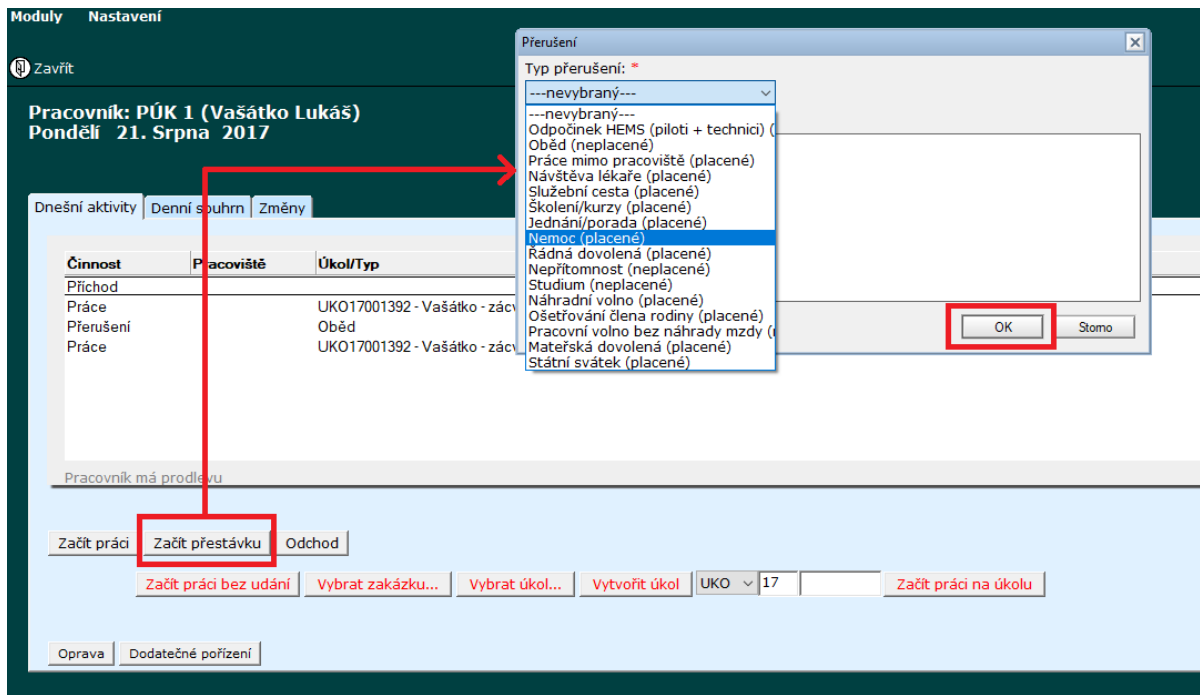 Moduly Nastavení
Zavřít
Pracovník: PÚK 1 (Vašátko Lukáš)
Pondělí 21. Srpna 2017
Přerušení
Typ přerušení: *
---nevybraný---
---nevybraný---
Odpočinek HEMS (piloti + technici) (
Oběd (neplacené)
Práce mimo pracoviště (placené)
Návštěva lékaře (placené)
Služební cesta (placené)
Školení/kurzy (placené)
Jednání/porada (placené)
Nemoc (placené)
Řádná dovolená (placené)
Nepřítomnost (neplacené)
Studium (neplacené)
Náhradní volno (placené)
Ošetřování člena rodiny (placené)
Pracovní volno bez náhrady mzdy (
Mateřská dovolená (placené)
Státní svátek (placené)
OK Storno
Dnešní aktivity Denní souhrn Změny
Činnost Pracoviště Úkol/Typ
Příchod
Práce UKO17001392 - Vašátko - zácv
Přerušení Oběd
Práce UKO17001392 - Vašátko - zácv
Pracovník má prodlevu
Začít práci Začít přestávku Odchod
Začít práci bez udání Vybrat zakázku... Vybrat úkol... Vytvořit úkol UKO 17 Začít práci na úkolu
Oprava Dodatečné pořízení